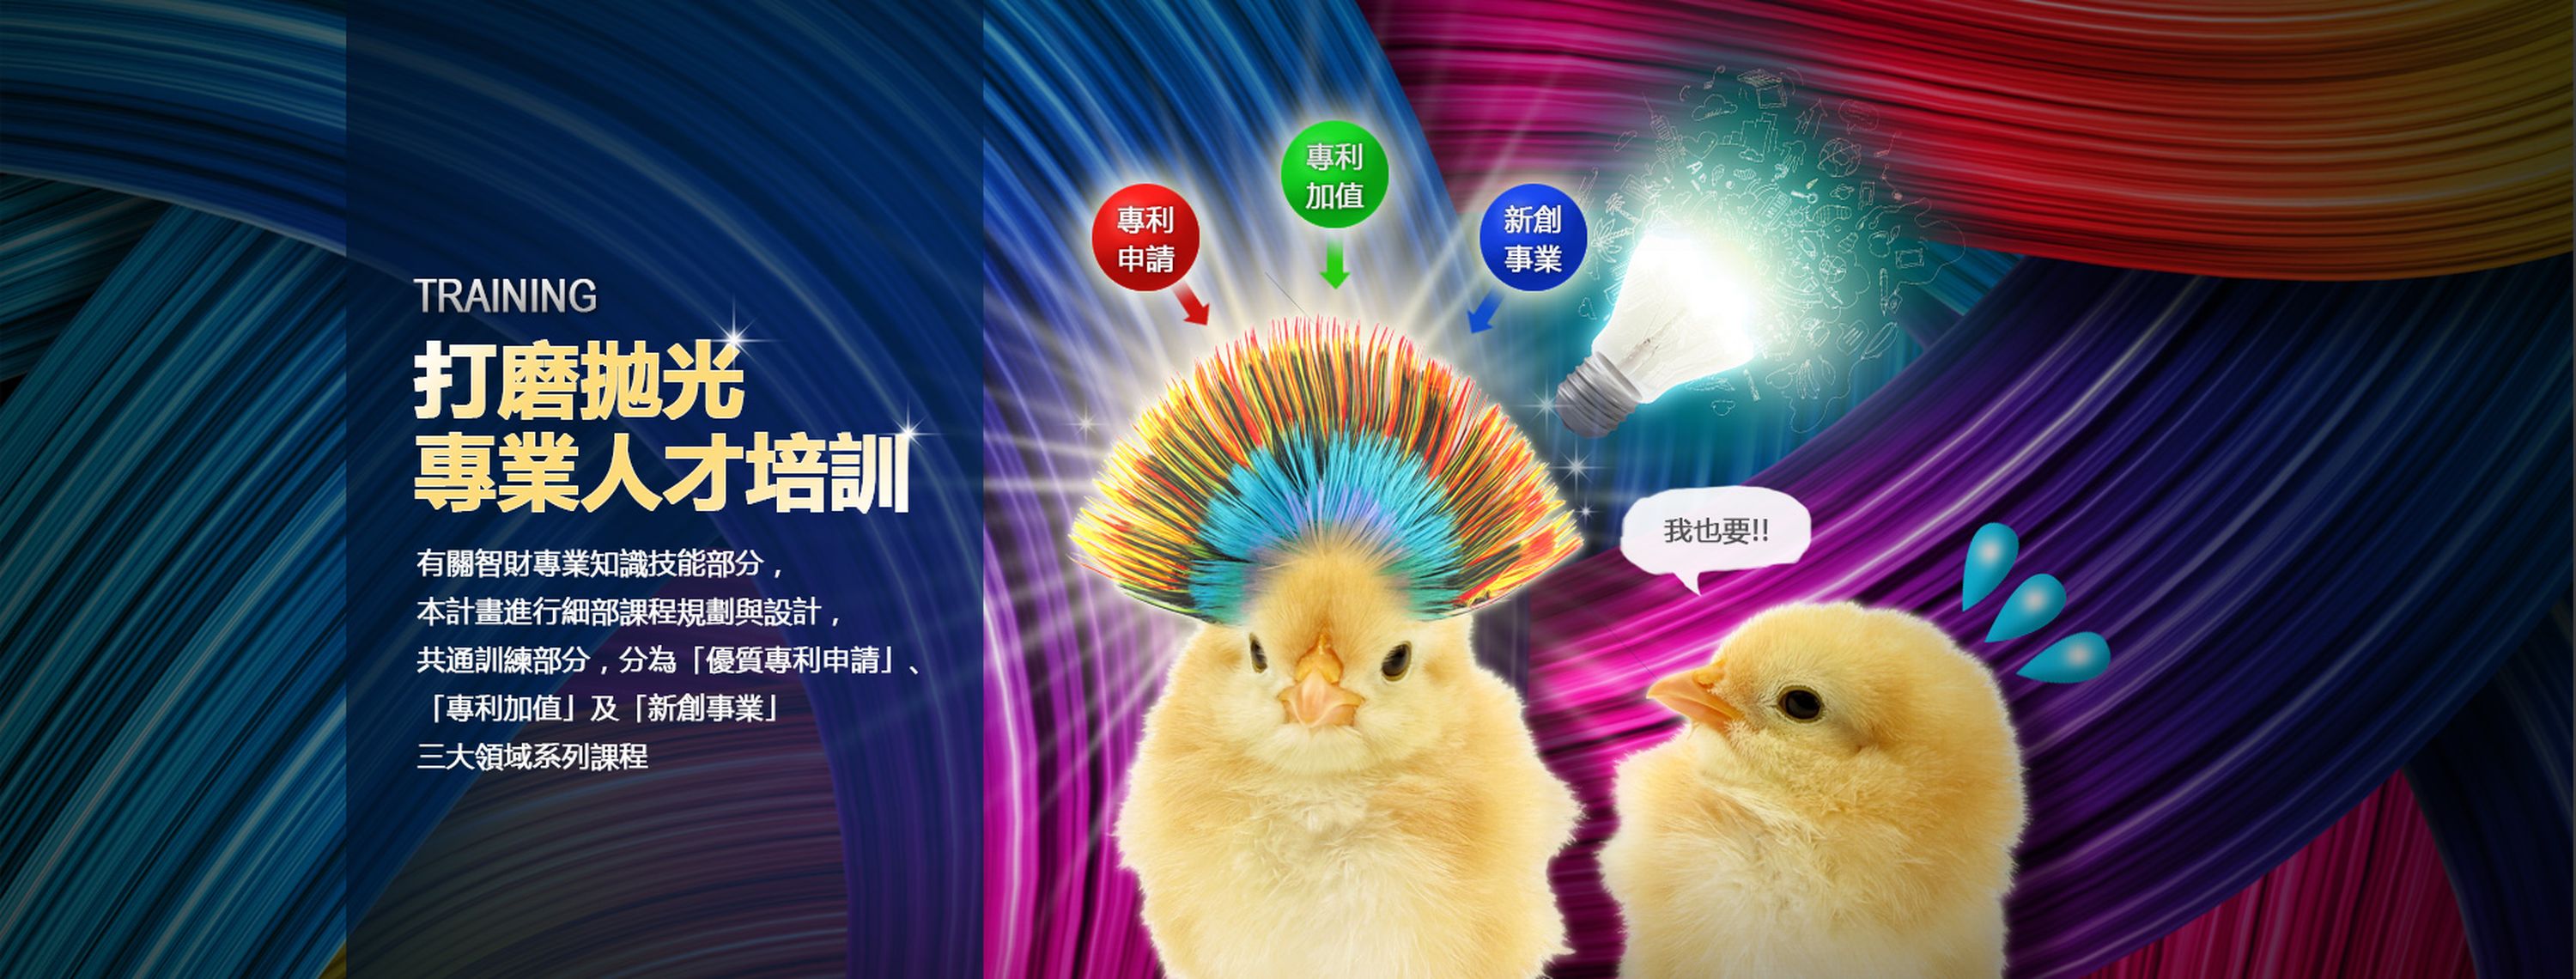 TRAINING
打磨拋光
專業人才培訓
有關智財專業知識技能部分，
本計畫進行細部課程規劃與設計，
共通訓練部分，分為「優質專利申請」、
「專利加值」及「新創事業」
三大領域系列課程
專利
申請
專利
加值
新創
事業
我也要!!